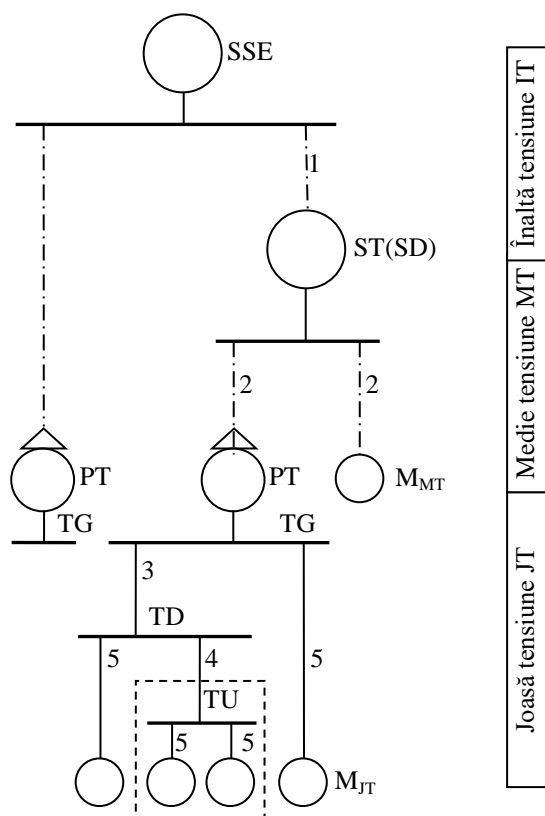 SSE
1
ST(SD)
2
2
PT
PT
M_MT
TG
TG
3
TD
5
4
5
TU
5
5
M_JT
Înaltă tensiune IT
Medie tensiune MT
Joasă tensiune JT